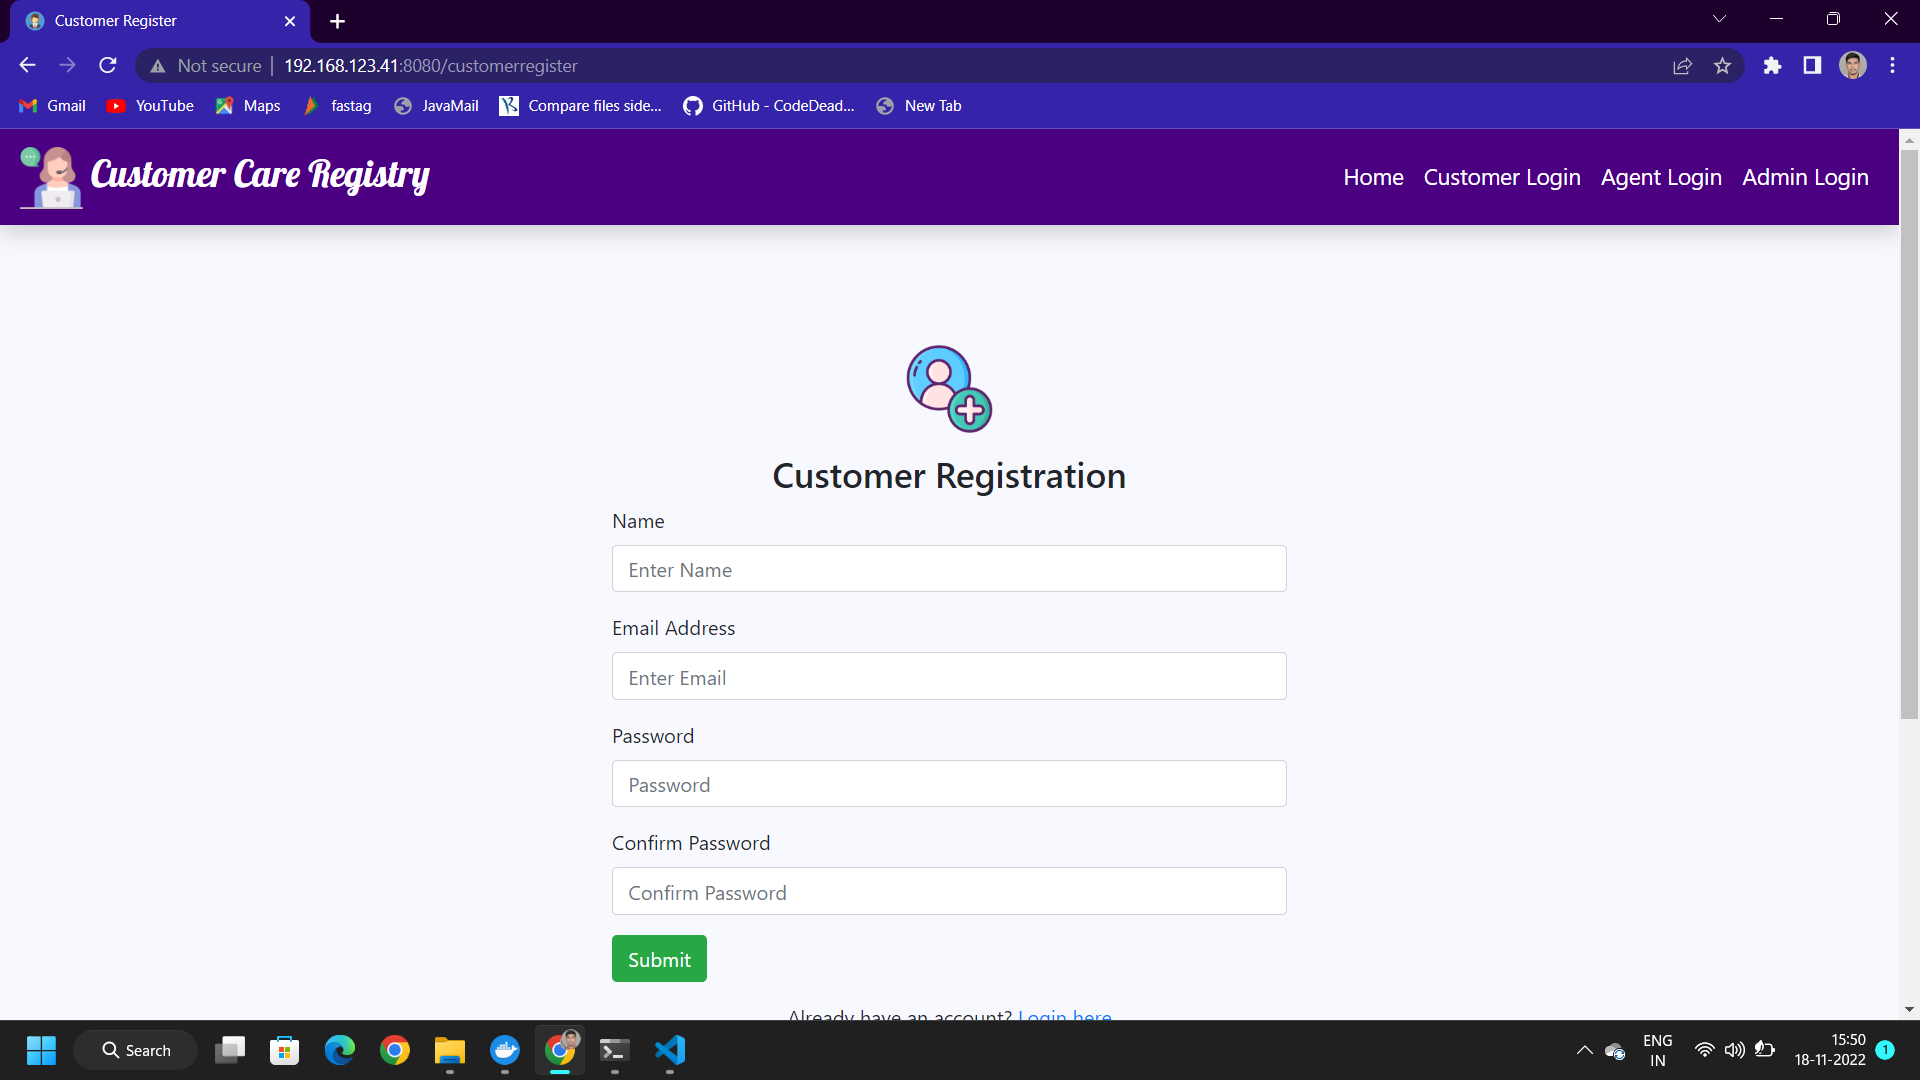 Customer Register
Not secure 192.168.123.41:8080/customerregister
Gmail YouTube Maps fastag JavaMail Compare files side... GitHub - CodeDead... New Tab
Customer Care Registry
Home Customer Login Agent Login Admin Login
Customer Registration
Name
Enter Name
Email Address
Enter Email
Password
Password
Confirm Password
Confirm Password
Submit
Already have an account? Login here
Search
ENG
IN
15:50
18-11-2022
1